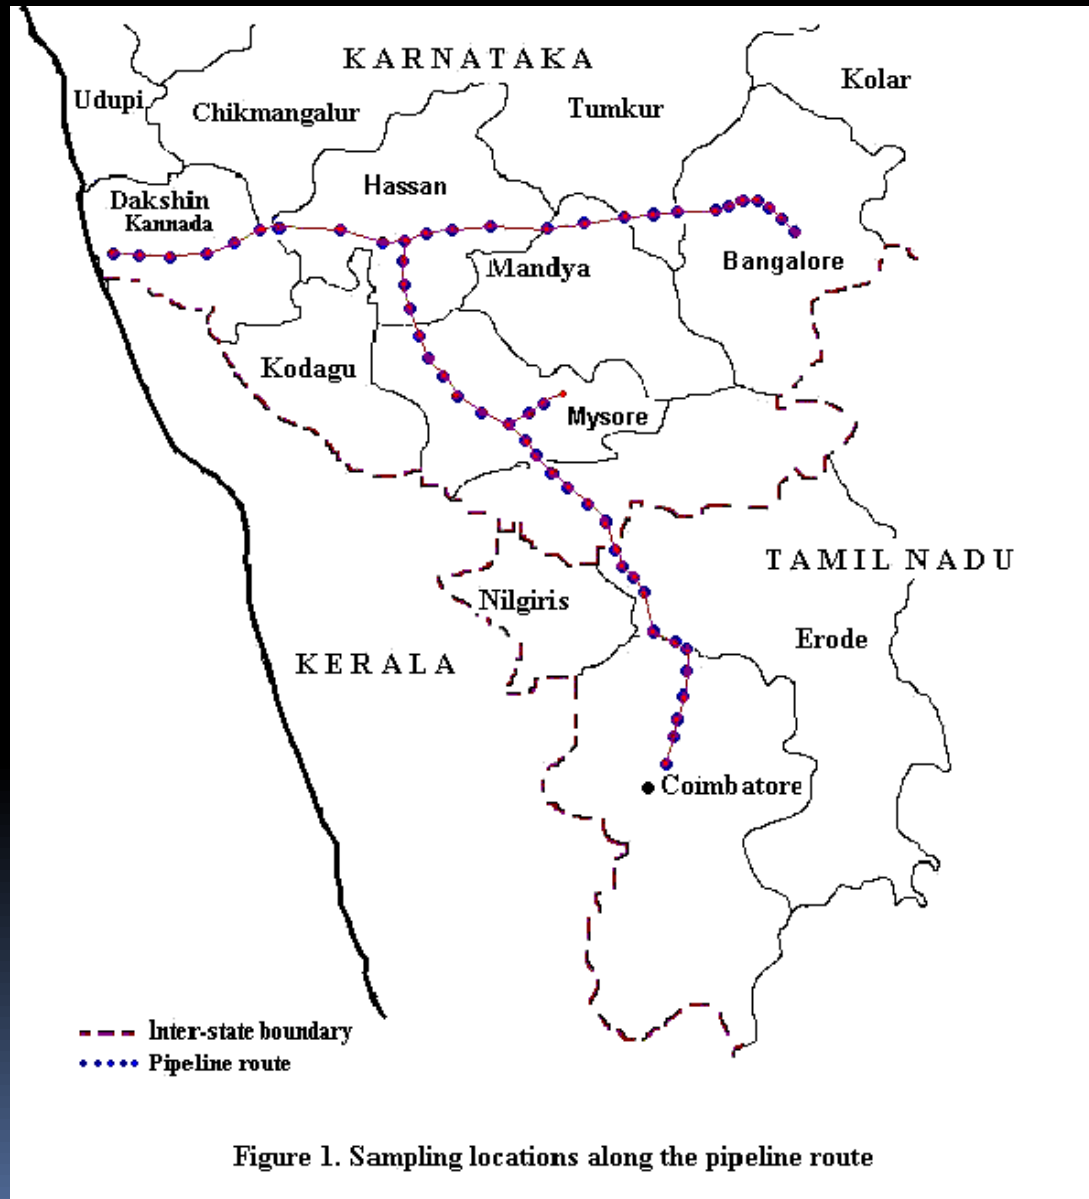 KARNATAKA
Kolar
Udupi
Chikmangalur
Tumkur
Hassan
Dakshin
Kannada
Mandya
Bangalore
Kodagu
Mysore
TAMIL NADU
Nilgiris
Erode
KERALA
Coimbatore
Inter-state boundary
Pipeline route
Figure 1. Sampling locations along the pipeline route